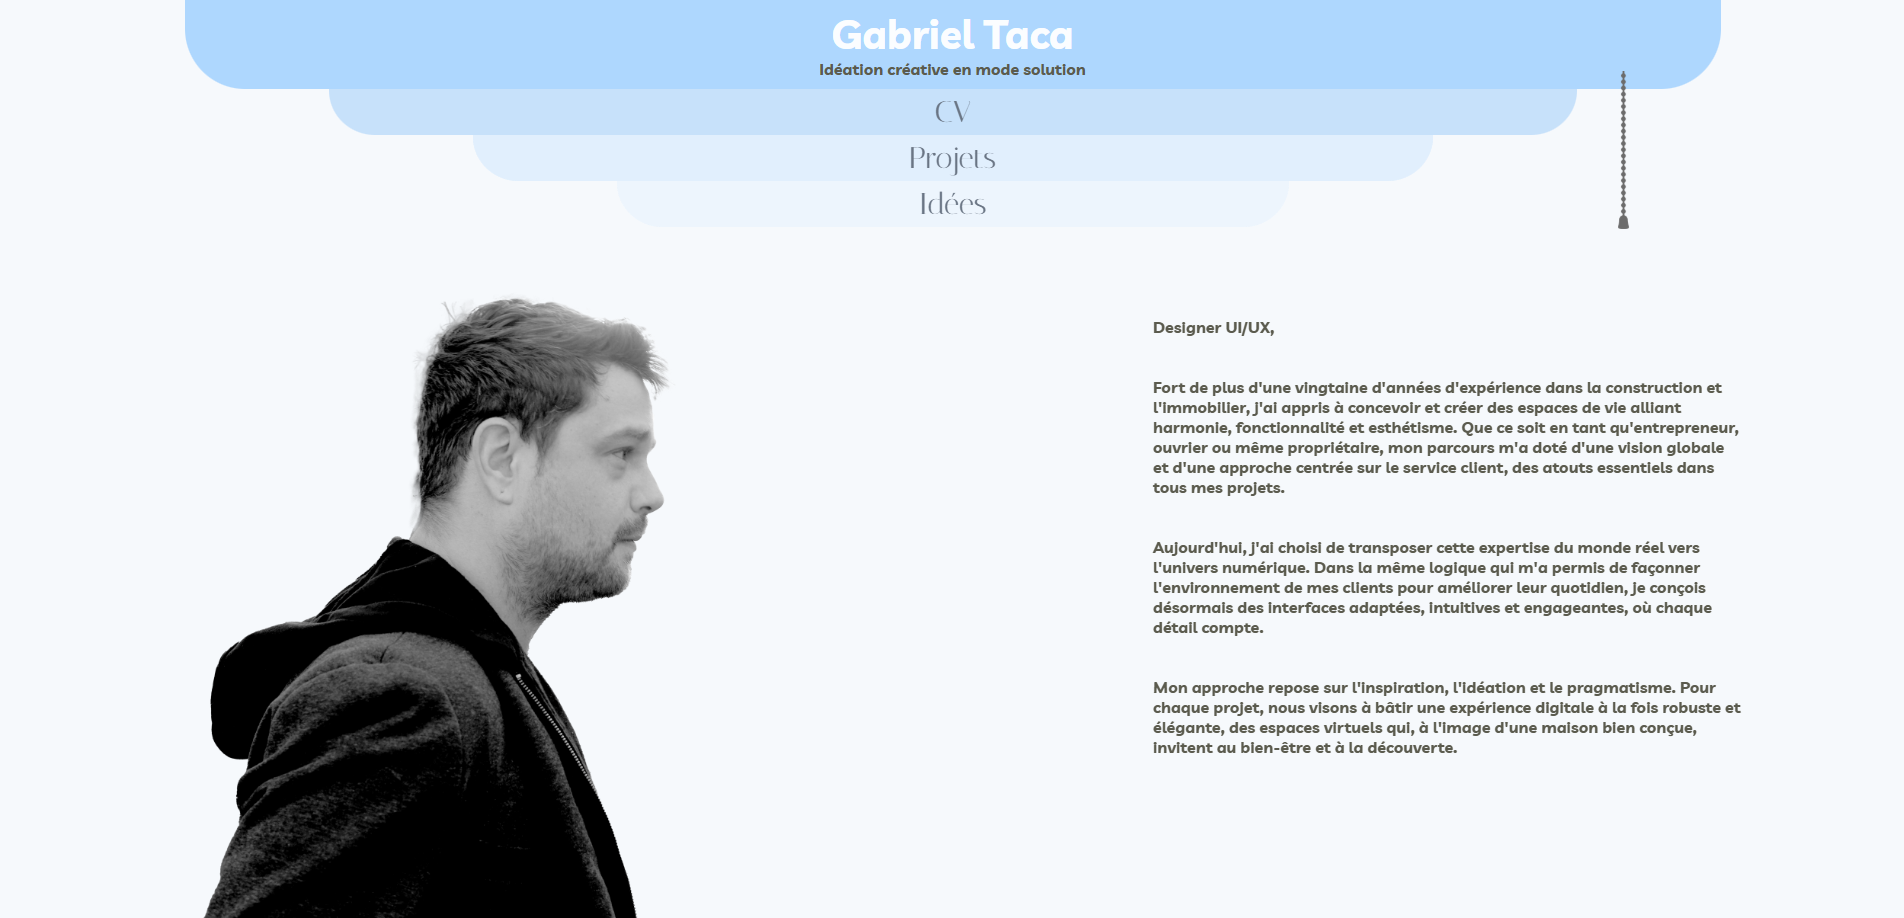 Gabriel Taca
Idéation créative en mode solution
CV
Projets
Idées
Designer UI/UX,
Fort de plus d'une vingtaine d'années d'expérience dans la construction et
l'immobilier, j'ai appris à concevoir et créer des espaces de vie alliant
harmonie, fonctionnalité et esthétisme. Que ce soit en tant qu'entrepreneur,
ouvrier ou même propriétaire, mon parcours m'a doté d'une vision globale
et d'une approche centrée sur le service client, des atouts essentiels dans
tous mes projets.
Aujourd'hui, j'ai choisi de transposer cette expertise du monde réel vers
l'univers numérique. Dans la même logique qui m'a permis de façonner
l'environnement de mes clients pour améliorer leur quotidien, je conçois
désormais des interfaces adaptées, intuitives et engageantes, où chaque
détail compte.
Mon approche repose sur l'inspiration, l'idéation et le pragmatisme. Pour
chaque projet, nous visons à bâtir une expérience digitale à la fois robuste et
élégante, des espaces virtuels qui, à l'image d'une maison bien conçue,
invitent au bien-être et à la découverte.